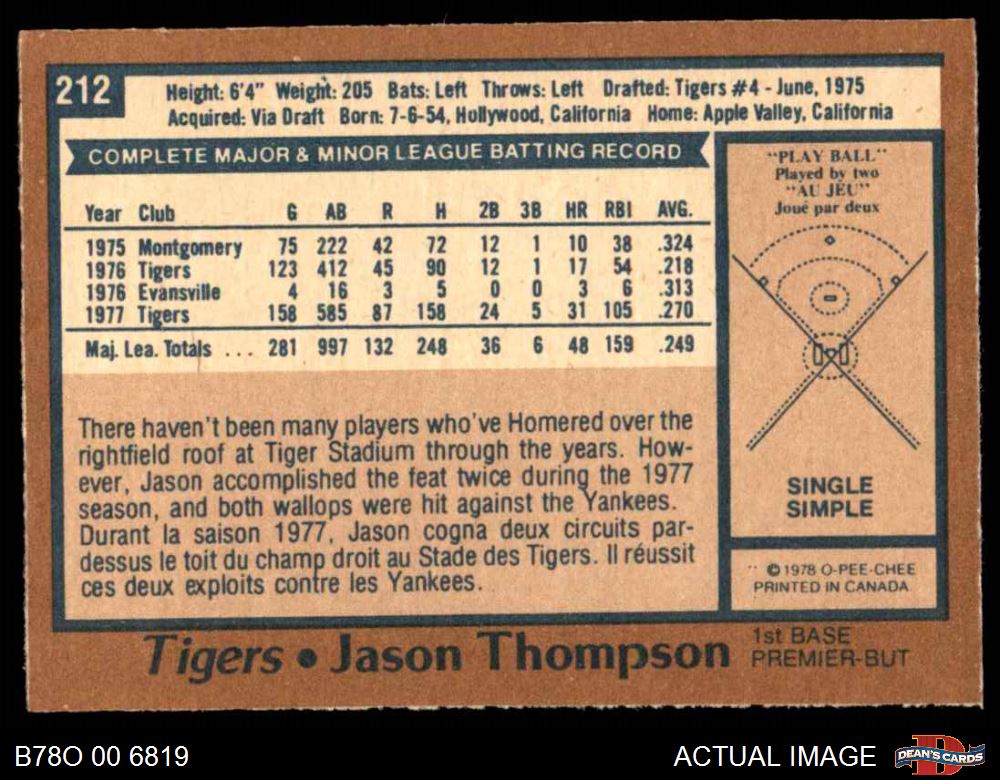 212
Height: 6'4" Weight: 205 Bats: Left Throws: Left Drafted: Tigers #4 - June, 1975
Acquired: Via Draft Born: 7-6-54, Hollywood, California Home: Apple Valley, California
COMPLETE MAJOR & MINOR LEAGUE BATTING RECORD
Year Club G AB R H 2B 3B HR RBI AVG.
1975 Montgomery 75 222 42 72 12 1 10 38 .324
1976 Tigers 123 412 45 90 12 1 17 54 .218
1976 Evansville 4 16 3 5 0 0 3 6 .313
1977 Tigers 158 585 87 158 24 5 31 105 .270
Maj. Lea. Totals ... 281 997 132 248 36 6 48 159 .249
There haven't been many players who've Homered over the
rightfield roof at Tiger Stadium through the years. How-
ever, Jason accomplished the feat twice during the 1977
season, and both wallops were hit against the Yankees.
Durant la saison 1977, Jason cogna deux circuits par-
dessus le toit du champ droit au Stade des Tigers. Il réussit
ces deux exploits contre les Yankees.
"PLAY BALL"
Played by two
"AU JEU"
Joué par deux
SINGLE
SIMPLE
©1978 O-PEE-CHEE
PRINTED IN CANADA
Tigers • Jason Thompson
1st BASE
PREMIER-BUT
B78O 00 6819
ACTUAL IMAGE
DEAN'S CARDS